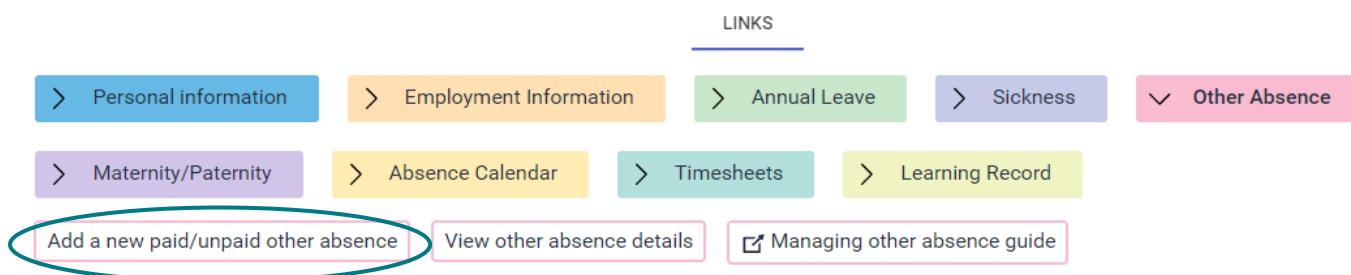 LINKS
Personal information Employment Information Annual Leave Sickness Other Absence
Maternity/Paternity Absence Calendar Timesheets Learning Record
Add a new paid/unpaid other absence View other absence details Managing other absence guide